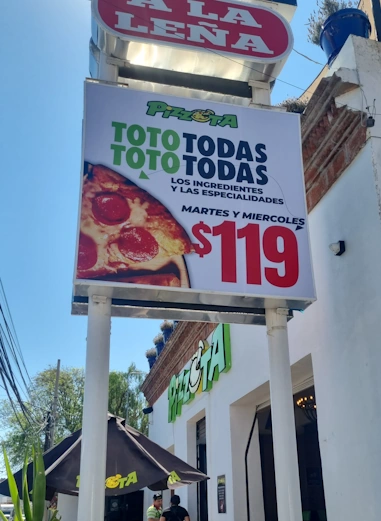 A LA
LEÑA
PIZZOTA
TOTO TODAS
TOTO TODAS
LOS INGREDIENTES
Y LAS ESPECIALIDADES
MARTES Y MIERCOLES
$119
PIZZOTA
PIZZOTA